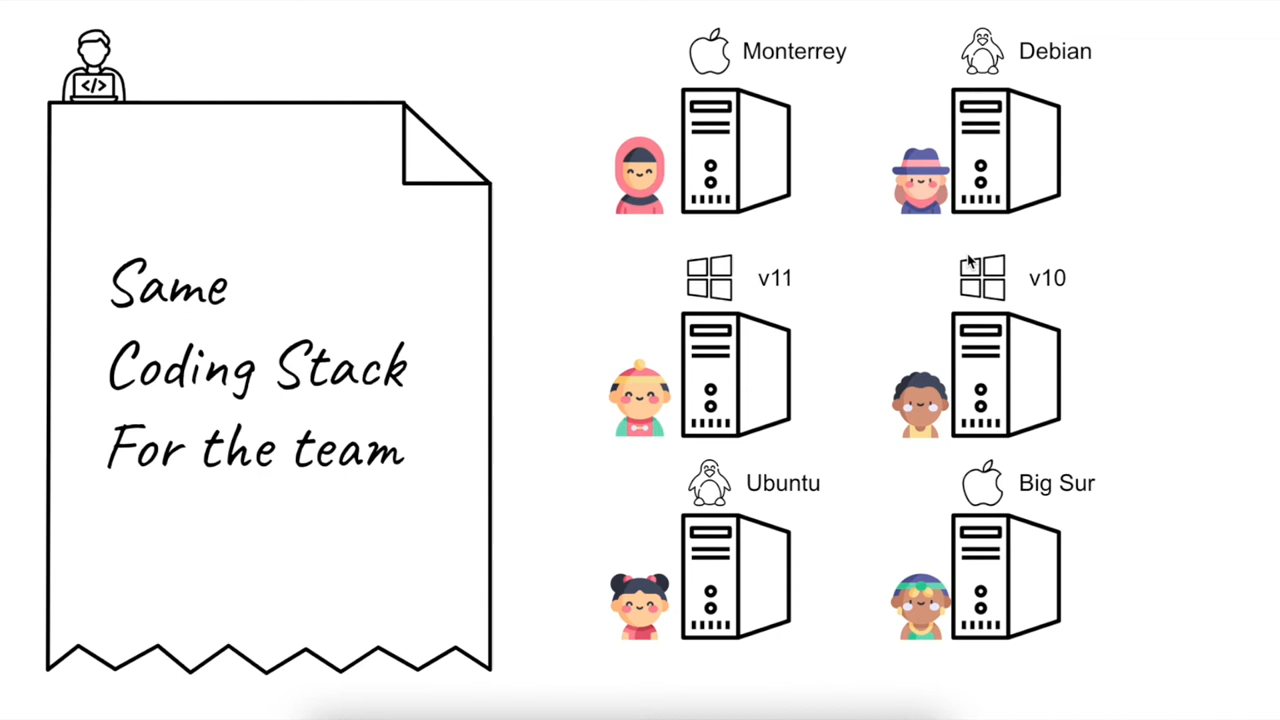 </>
Same
Coding Stack
For the team
Monterrey
Debian
v11
v10
Ubuntu
Big Sur